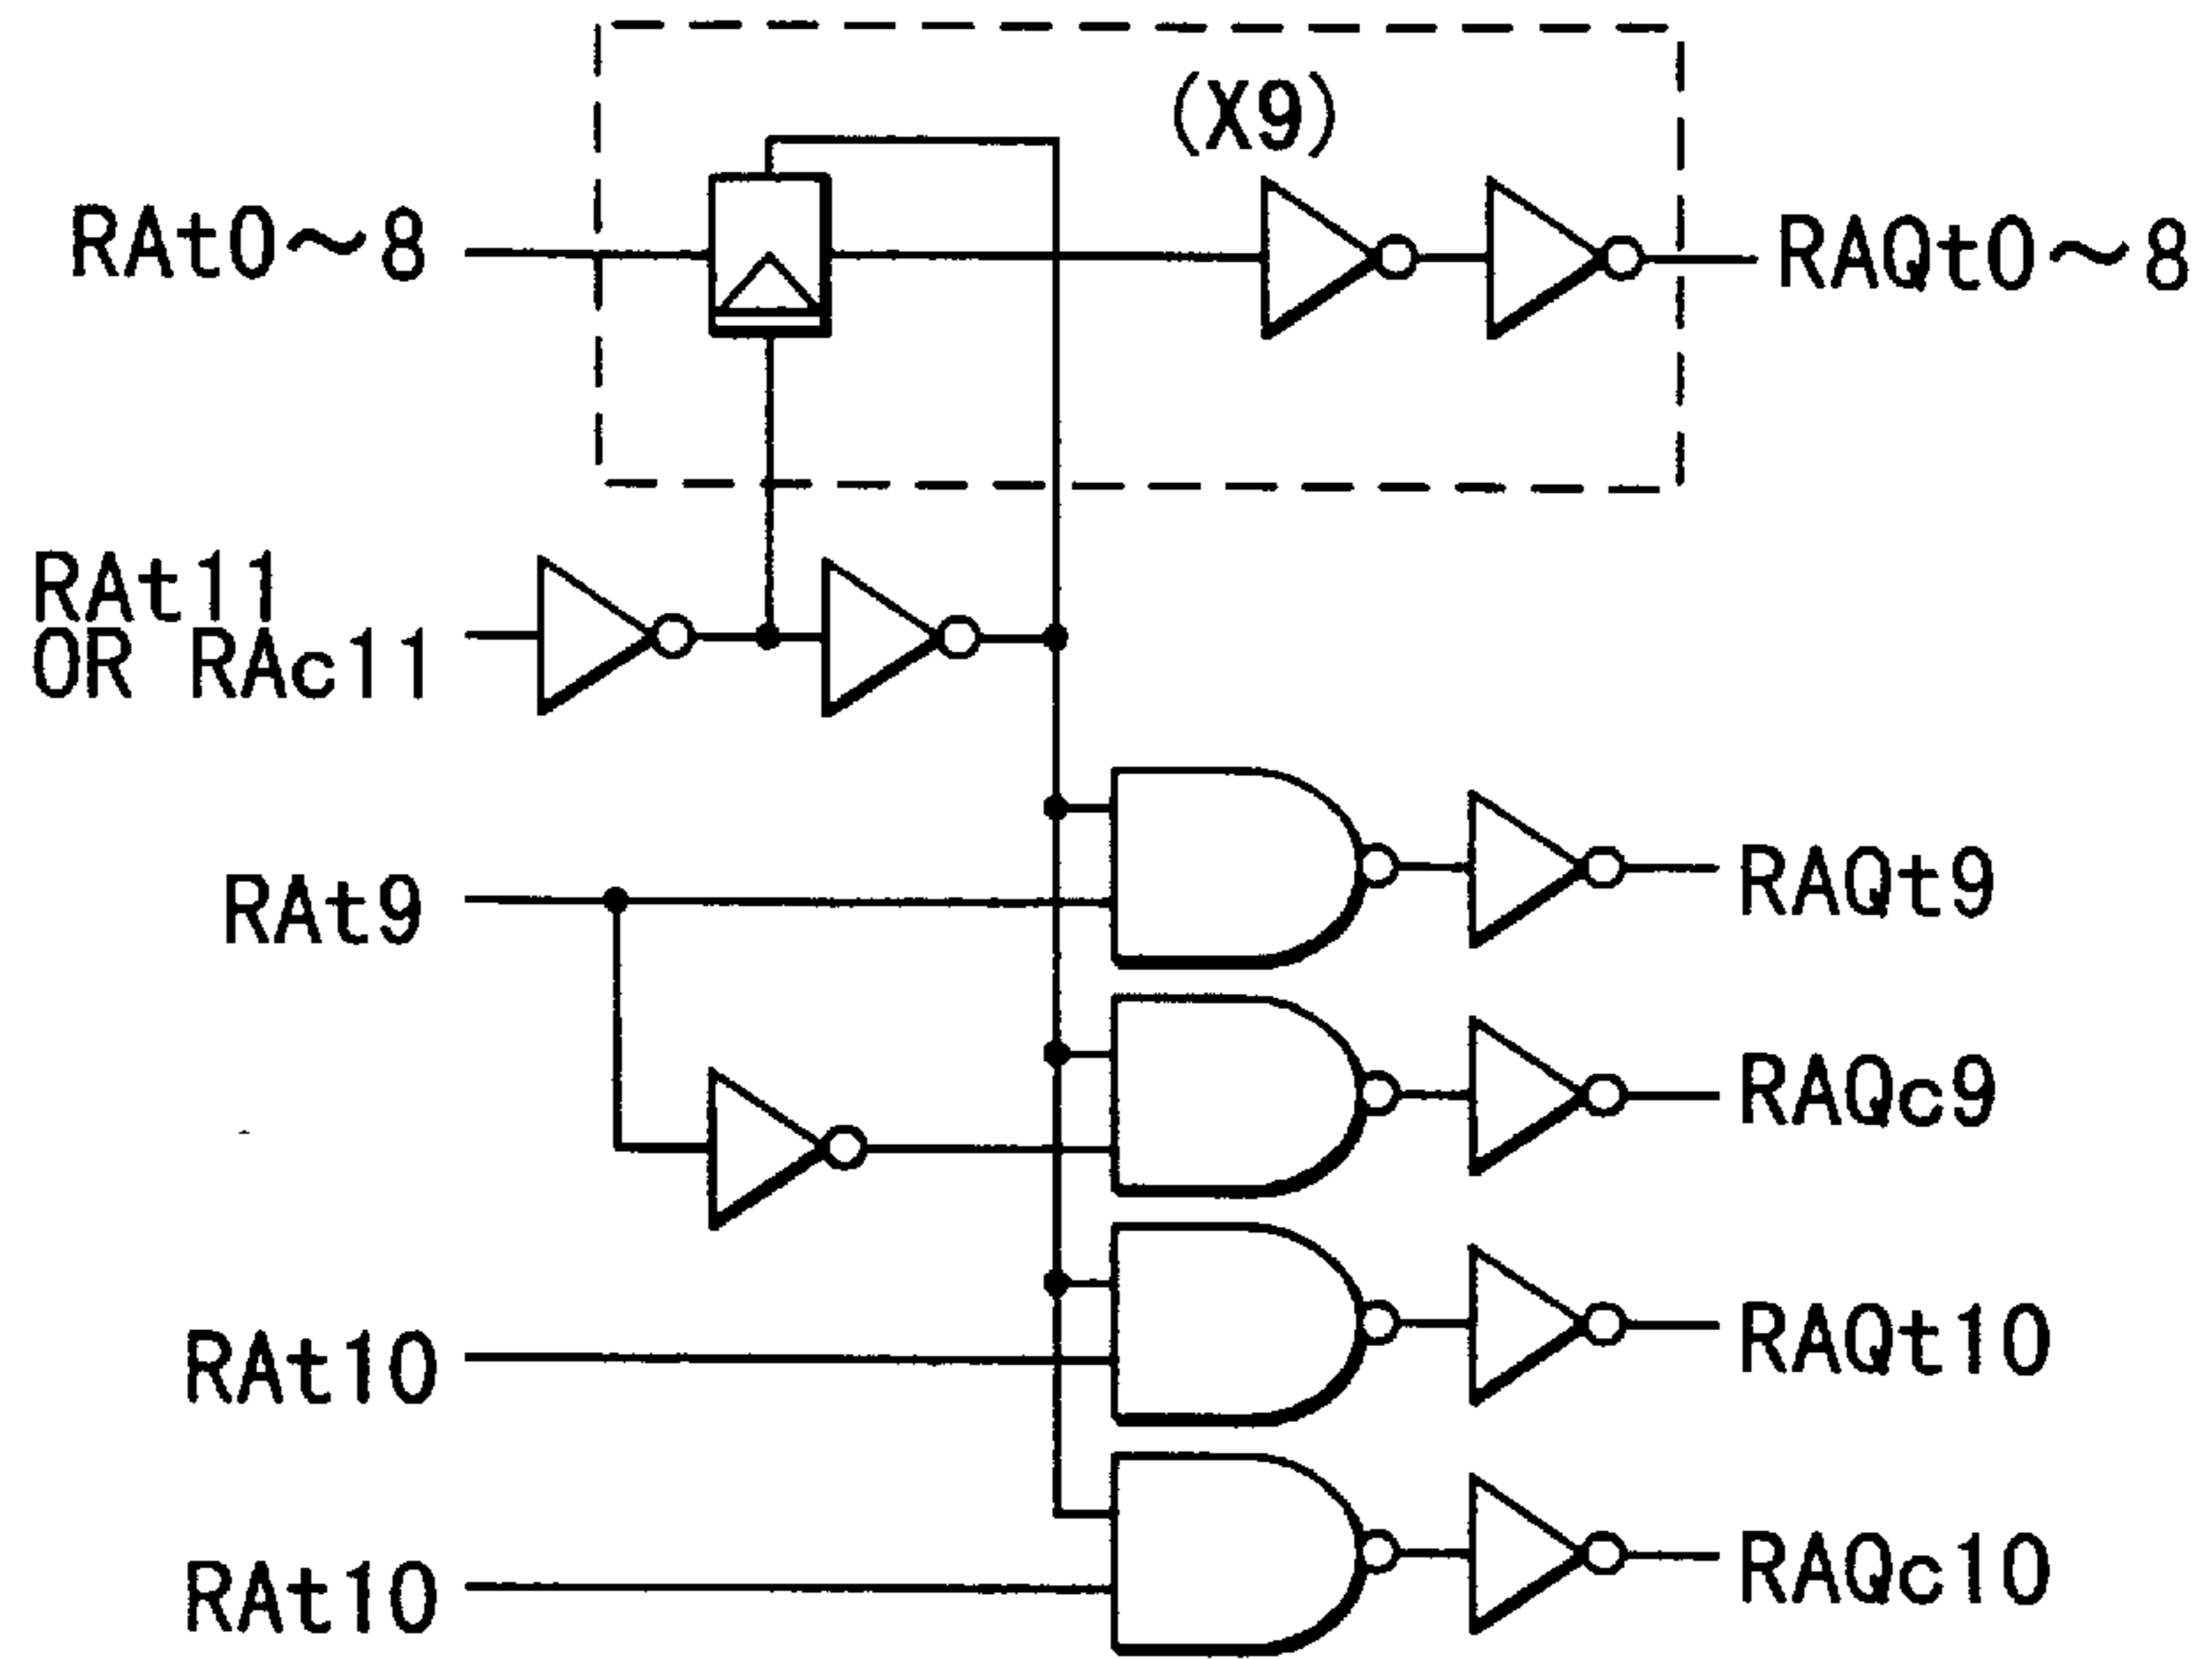 (X9)
RAt0～8
RAQt0～8
RAt11
OR RAc11
RAt9
RAQt9
RAQc9
RAt10
RAQt10
RAt10
RAQc10